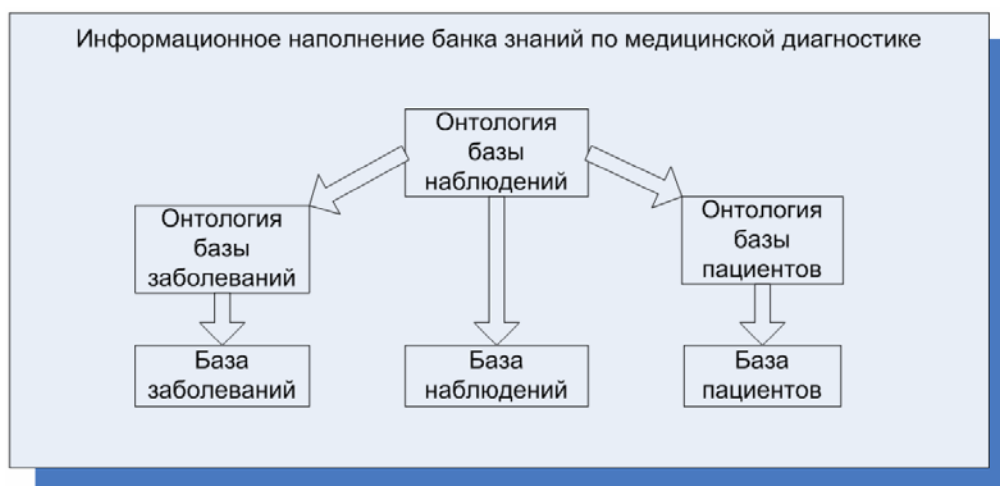 Информационное наполнение банка знаний по медицинской диагностике
Онтология
базы
наблюдений
Онтология
базы
заболеваний
Онтология
базы
пациентов
База
заболеваний
База
наблюдений
База
пациентов